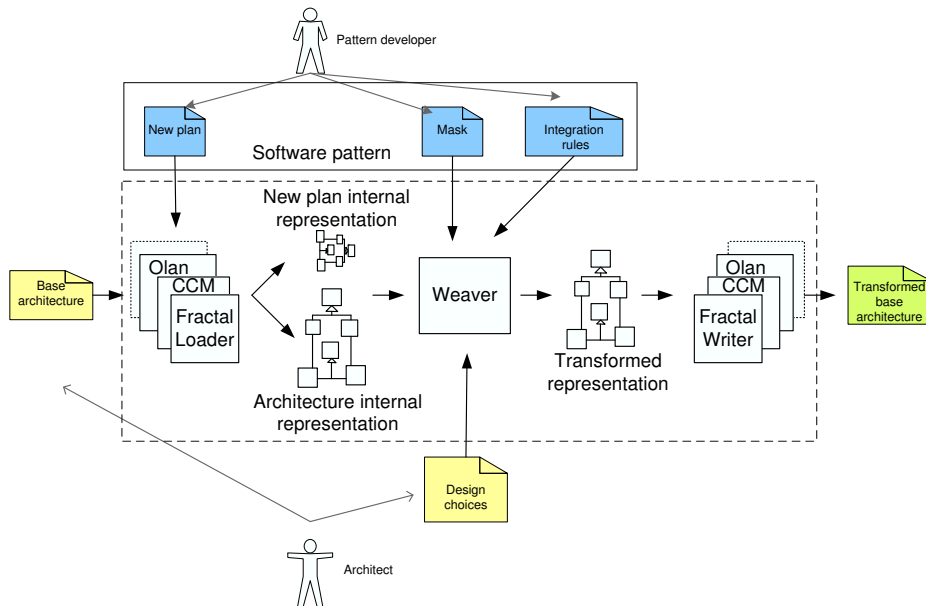 Pattern developer
New plan
Mask
Integration
rules
Software pattern
New plan internal
representation
Olan
CCM
Fractal
Loader
Base
architecture
Weaver
Olan
CCM
Fractal
Writer
Transformed
base
architecture
Transformed
representation
Architecture internal
representation
Design
choices
Architect